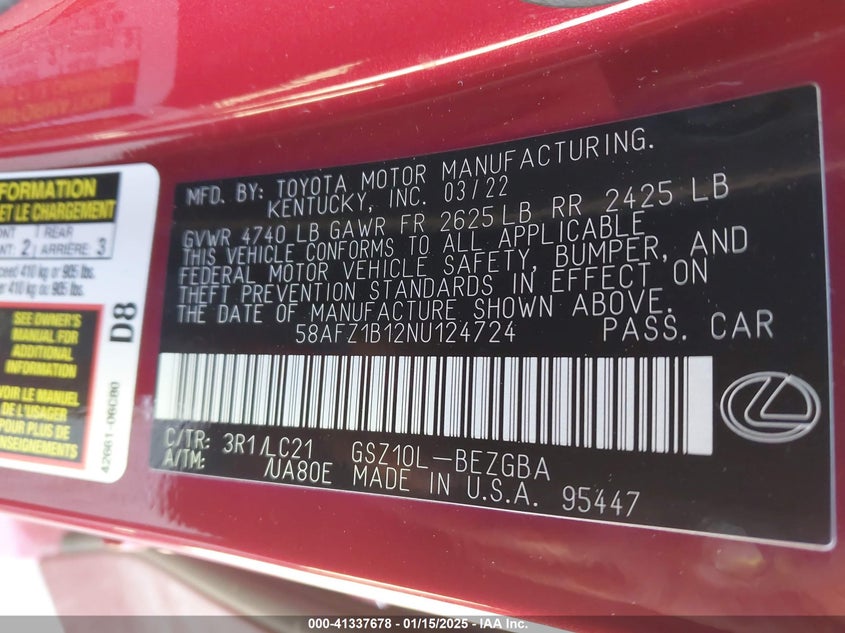 MFD. BY: TOYOTA MOTOR MANUFACTURING.
KENTUCKY, INC. 03/22
GVWR 4740 LB GAWR FR 2625 LB RR 2425 LB
THIS VEHICLE CONFORMS TO ALL APPLICABLE
FEDERAL MOTOR VEHICLE SAFETY, BUMPER, AND
THEFT PREVENTION STANDARDS IN EFFECT ON
THE DATE OF MANUFACTURE SHOWN ABOVE.
58AFZ1B12NU124724 PASS. CAR
C/TR: 3R1/LC21 GSZ10L-BEZGBA
A/TM: /UA80E MADE IN U.S.A. 95447
ET LE CHARGEMENT
REAR
2 ARRIÈRE: 3
410 kg or 905 lbs.
410 kg ou 905 lbs.
SEE OWNER'S
MANUAL FOR
ADDITIONAL
INFORMATION
VOIR LE MANUEL
DE L'USAGER
POUR PLUS DE
D8
42661-06C80
000-41337678 - 01/15/2025 - IAA Inc.